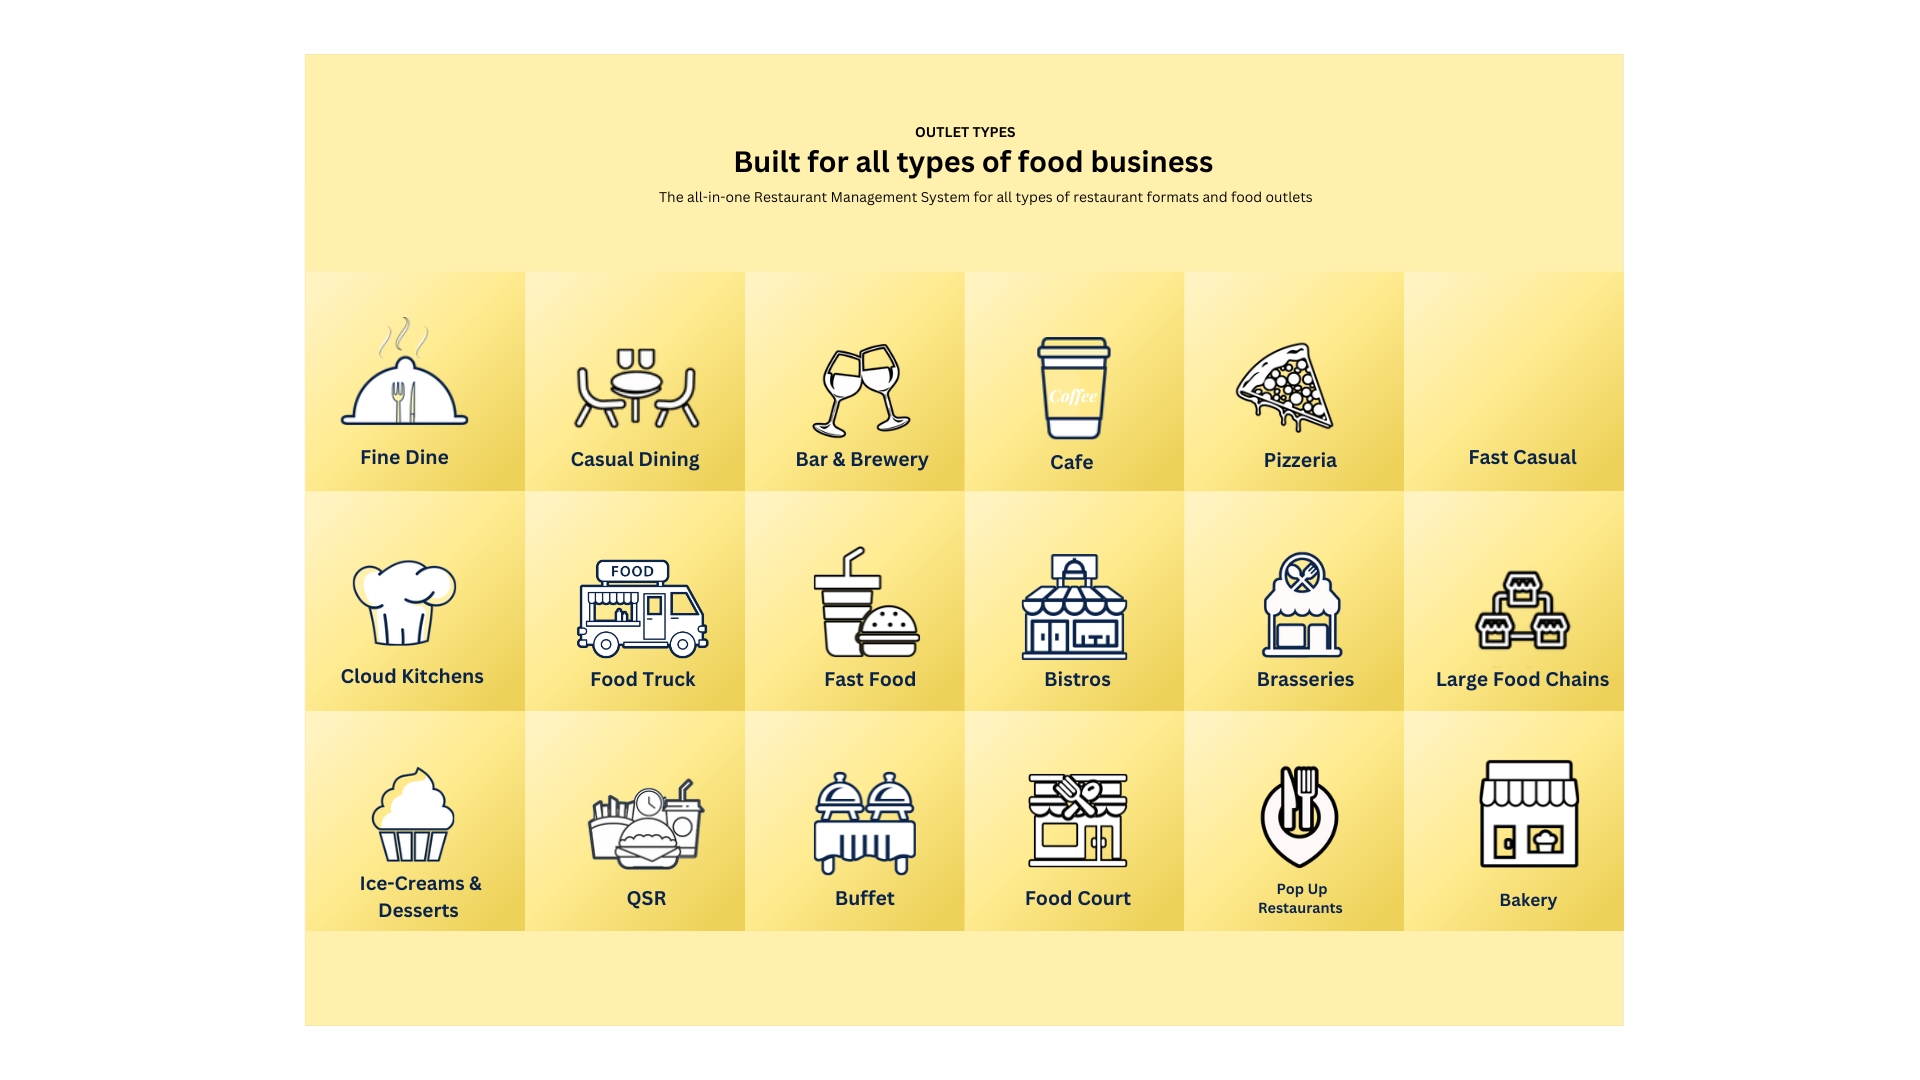 OUTLET TYPES
Built for all types of food business
The all-in-one Restaurant Management System for all types of restaurant formats and food outlets
Coffee
Fine Dine
Casual Dining
Bar & Brewery
Cafe
Pizzeria
Fast Casual
FOOD
Cloud Kitchens
Food Truck
Fast Food
Bistros
Brasseries
Large Food Chains
Ice-Creams &
Desserts
QSR
Buffet
Food Court
Pop Up
Restaurants
Bakery